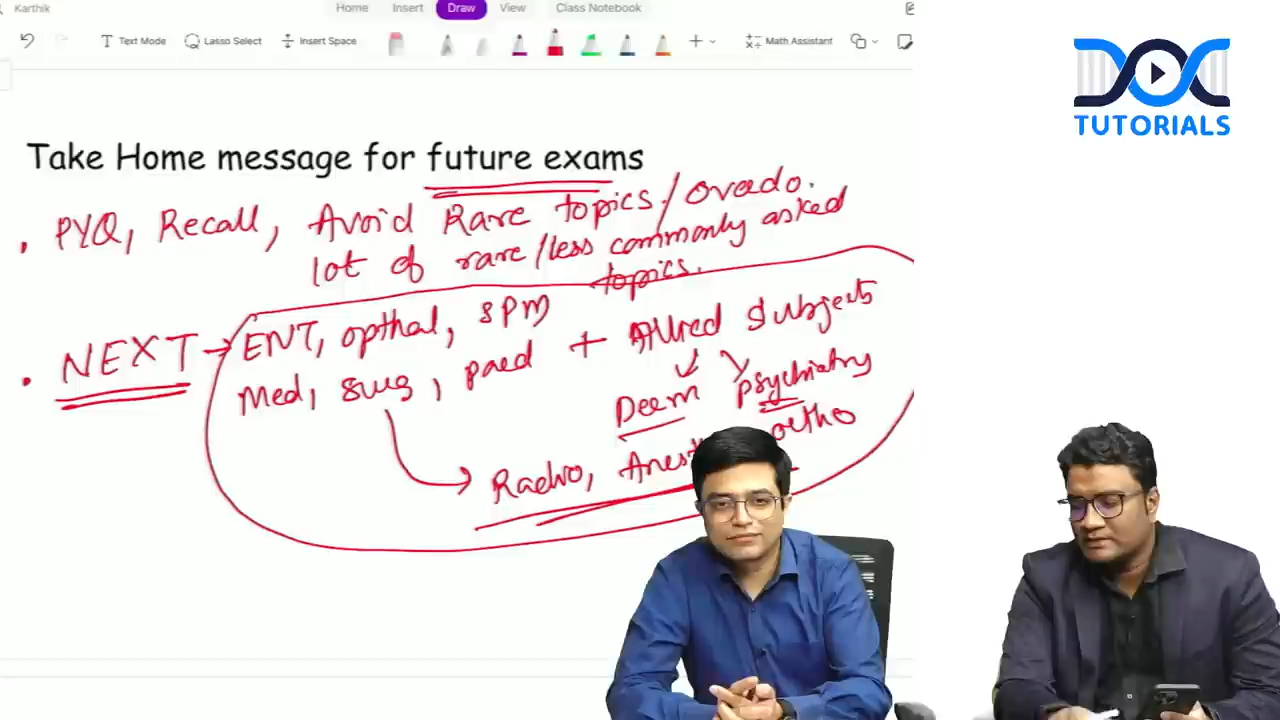 Karthik
Home Insert Draw View Class Notebook
Text Mode Lasso Select Insert Space Math Assistant
DOC
TUTORIALS
Take Home message for future exams
. PYQ, Recall, Avoid Rare topics / Overdo.
lot of rare/less commonly asked
topics.
. NEXT → ENT, opthal, SPM + Allied subjects
Med, surg, paed
Derm Psychiatry
Radio, Anest ortho